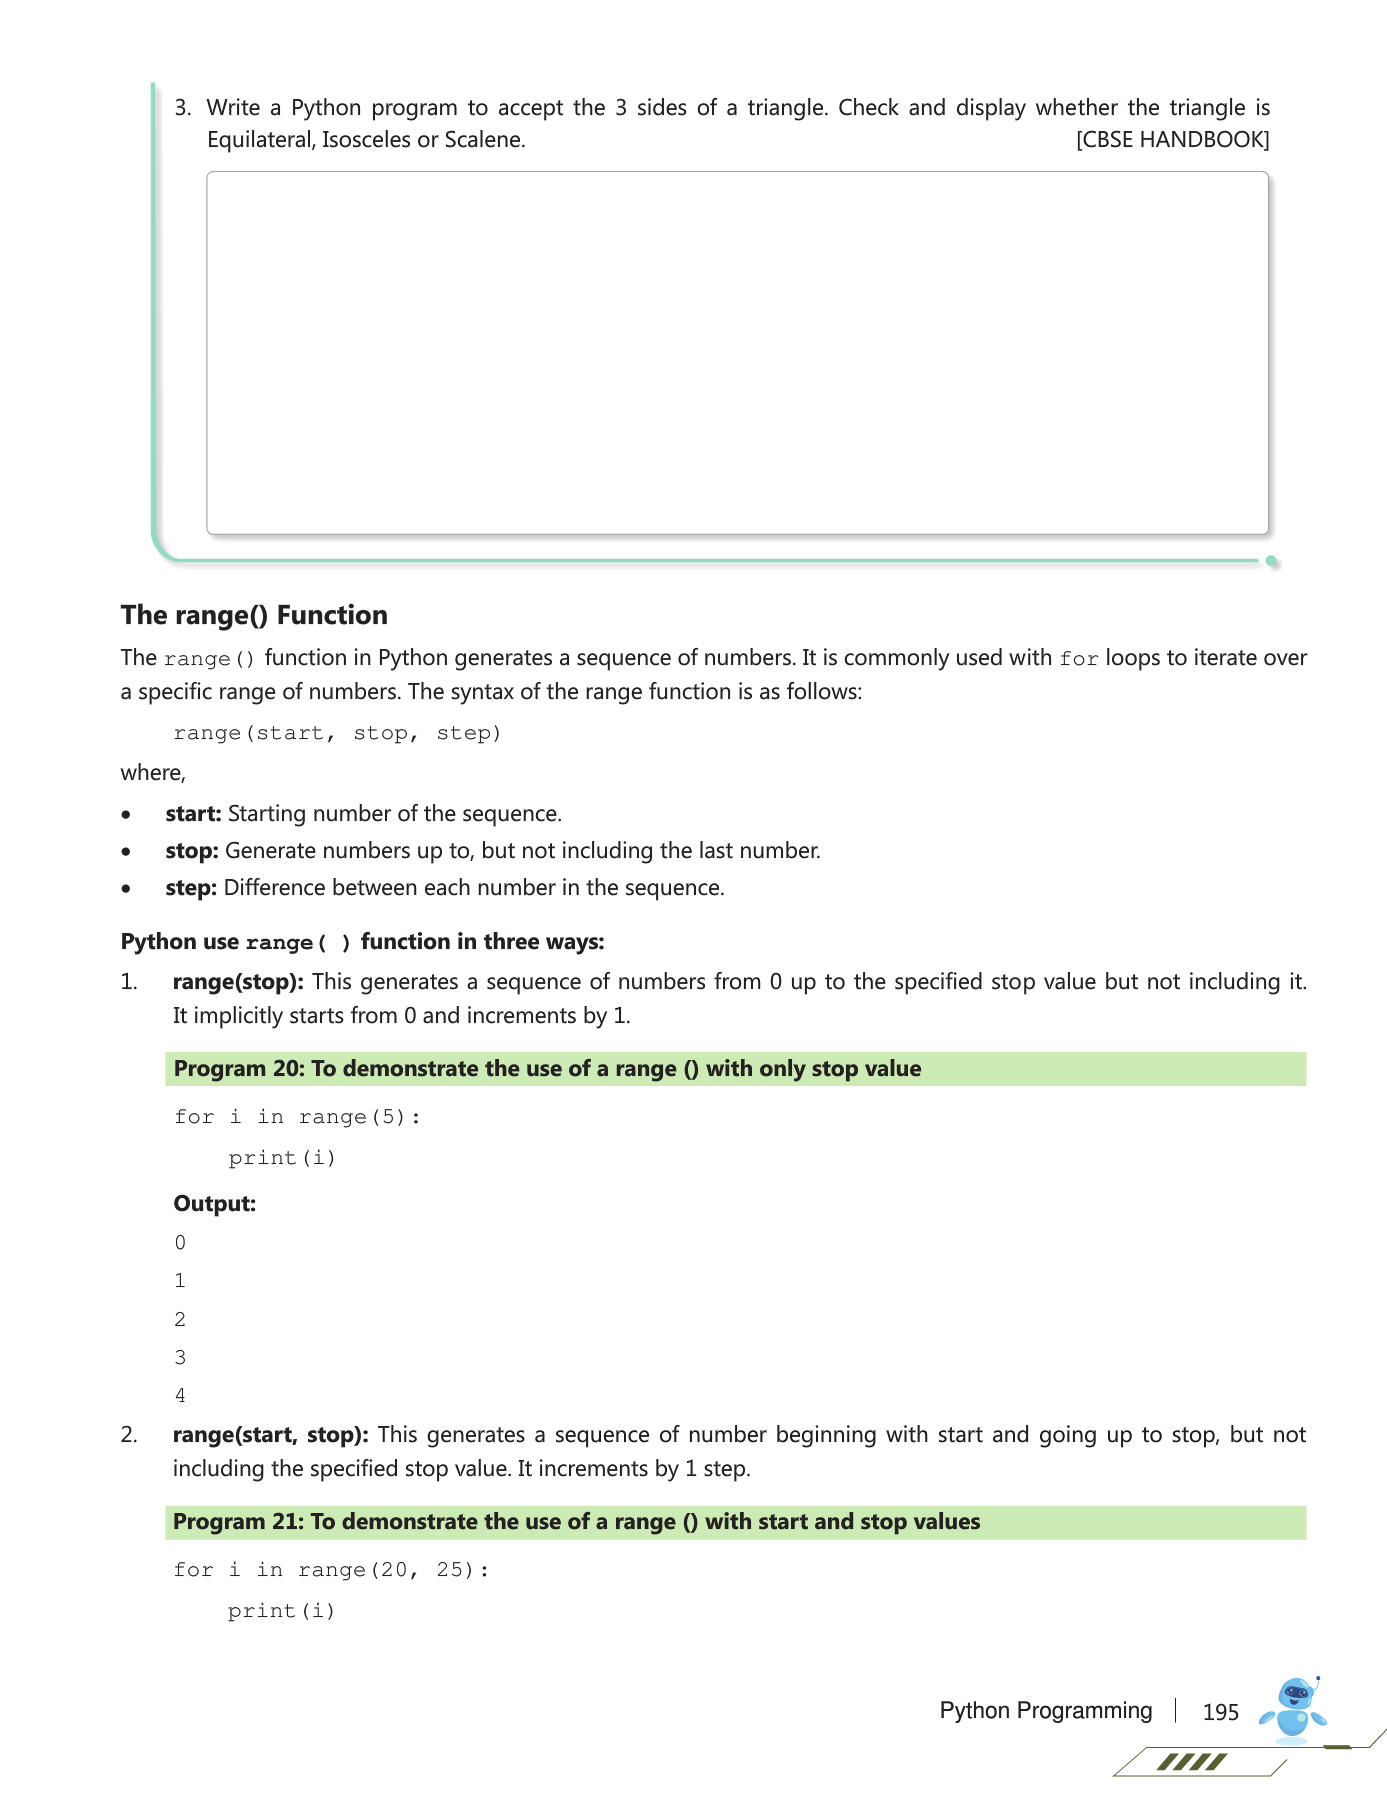 3. Write a Python program to accept the 3 sides of a triangle. Check and display whether the triangle is
Equilateral, Isosceles or Scalene. [CBSE HANDBOOK]
The range() Function
The range() function in Python generates a sequence of numbers. It is commonly used with for loops to iterate over
a specific range of numbers. The syntax of the range function is as follows:
range(start, stop, step)
where,
• start: Starting number of the sequence.
• stop: Generate numbers up to, but not including the last number.
• step: Difference between each number in the sequence.
Python use range( ) function in three ways:
1. range(stop): This generates a sequence of numbers from 0 up to the specified stop value but not including it.
It implicitly starts from 0 and increments by 1.
Program 20: To demonstrate the use of a range () with only stop value
for i in range(5):
print(i)
Output:
0
1
2
3
4
2. range(start, stop): This generates a sequence of number beginning with start and going up to stop, but not
including the specified stop value. It increments by 1 step.
Program 21: To demonstrate the use of a range () with start and stop values
for i in range(20, 25):
print(i)
Python Programming 195